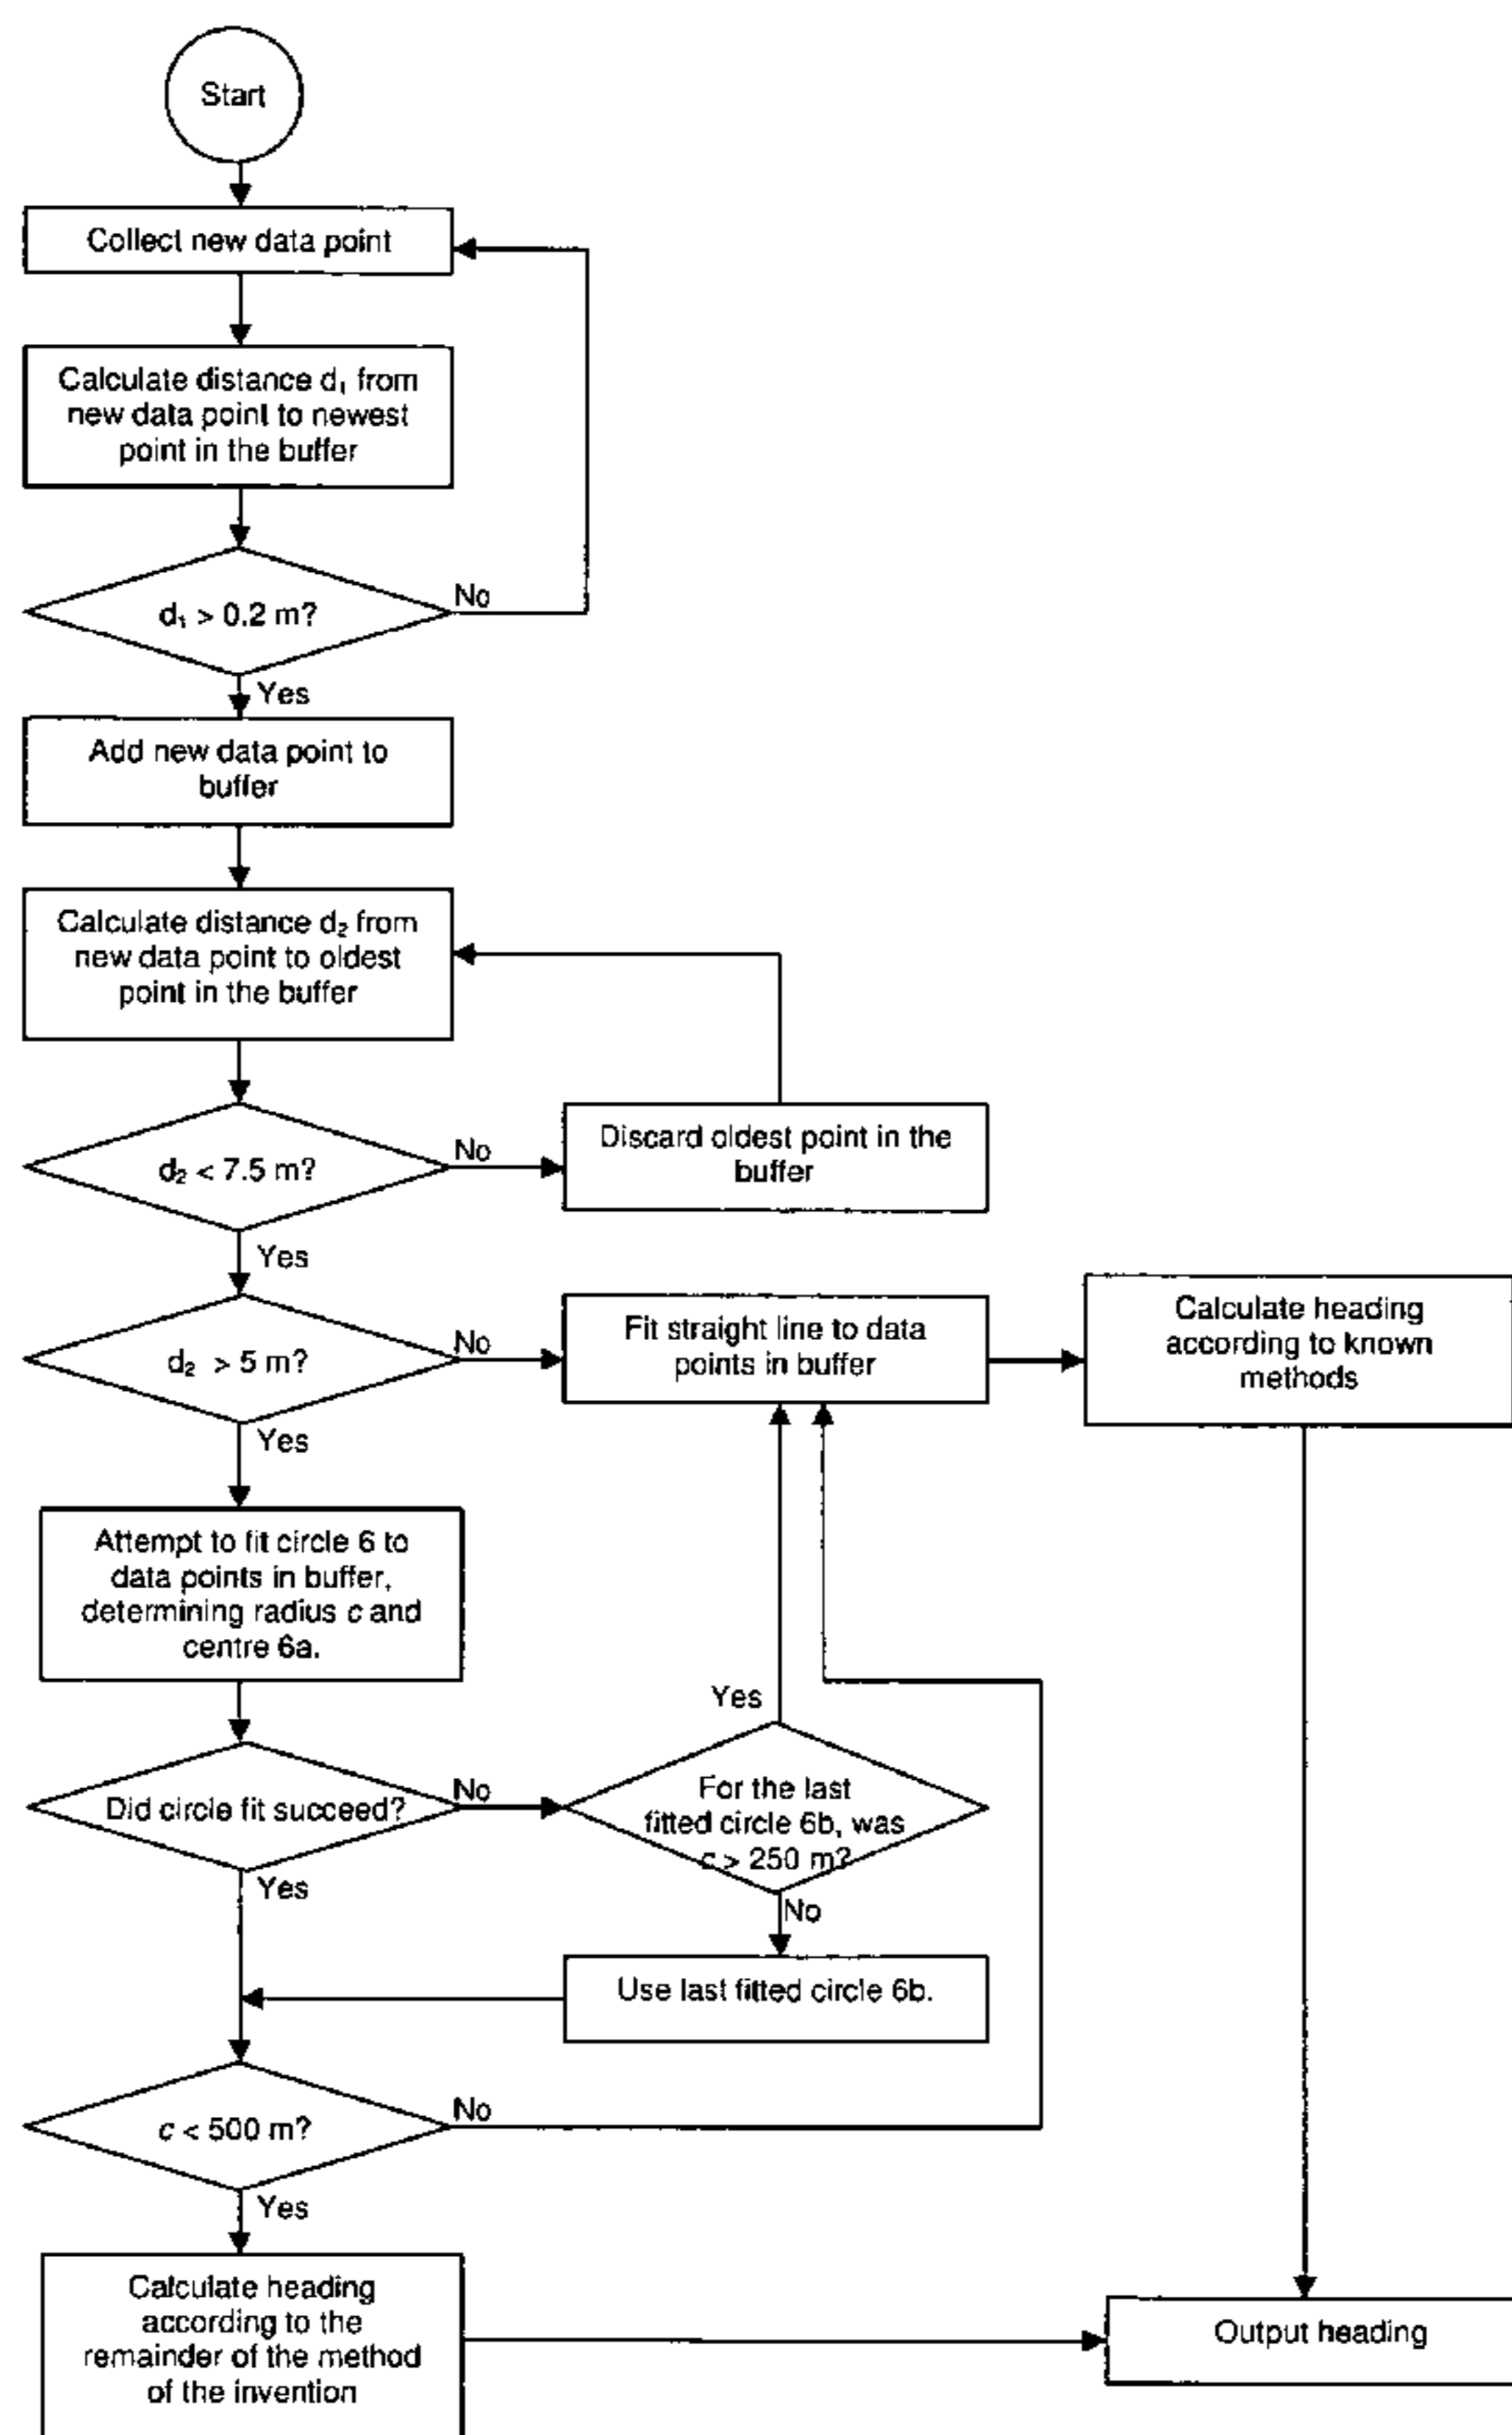 Start
Collect new data point
Calculate distance d₁ from
new data point to newest
point in the buffer
d₁ > 0.2 m?
No
Yes
Add new data point to
buffer
Calculate distance d₂ from
new data point to oldest
point in the buffer
d₂ < 7.5 m?
No
Discard oldest point in the
buffer
Yes
d₂ > 5 m?
No
Fit straight line to data
points in buffer
Calculate heading
according to known
methods
Yes
Attempt to fit circle 6 to
data points in buffer,
determining radius c and
centre 6a.
Did circle fit succeed?
No
Yes
For the last
fitted circle 6b, was
c > 250 m?
Yes
No
Use last fitted circle 6b.
c < 500 m?
No
Yes
Calculate heading
according to the
remainder of the method
of the invention
Output heading